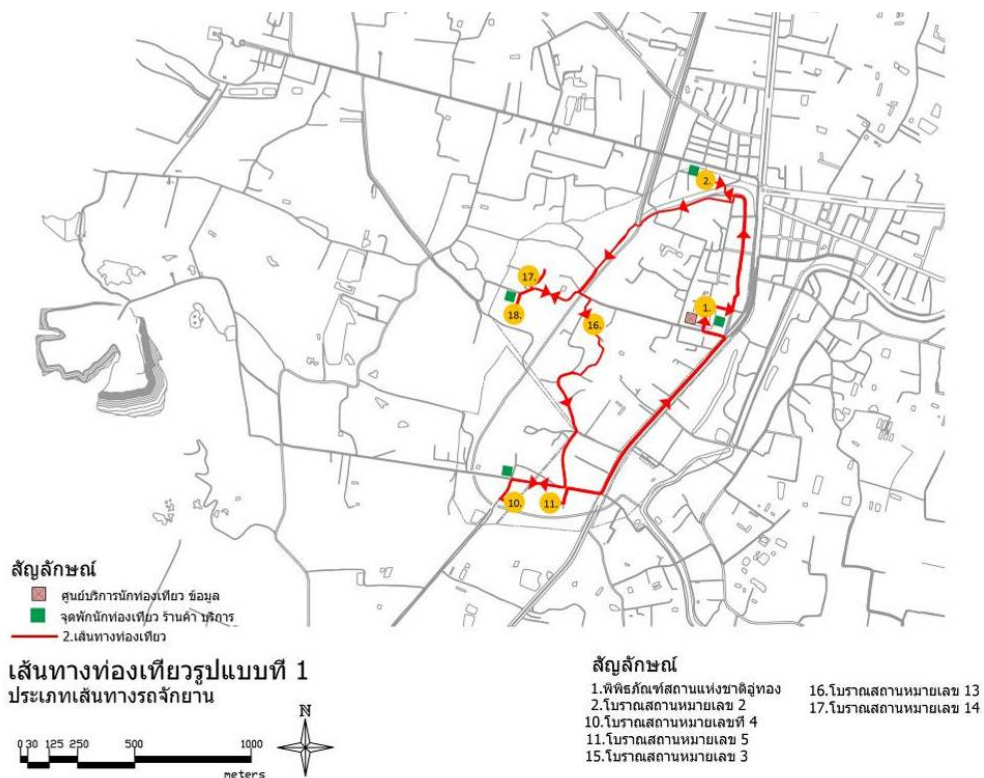 2.
17.
18.
1.
16.
10.
11.
สัญลักษณ์
ศูนย์บริการนักท่องเที่ยว ข้อมูล
จุดพักนักท่องเที่ยว ร้านค้า บริการ
2.เส้นทางท่องเที่ยว
เส้นทางท่องเที่ยวรูปแบบที่ 1
ประเภทเส้นทางรถจักยาน
N
0 30 125 250 500 1000
meters
สัญลักษณ์
1.พิพิธภัณฑ์สถานแห่งชาติอู่ทอง
2.โบราณสถานหมายเลข 2
10.โบราณสถานหมายเลขที่ 4
11.โบราณสถานหมายเลข 5
15.โบราณสถานหมายเลข 3
16.โบราณสถานหมายเลข 13
17.โบราณสถานหมายเลข 14